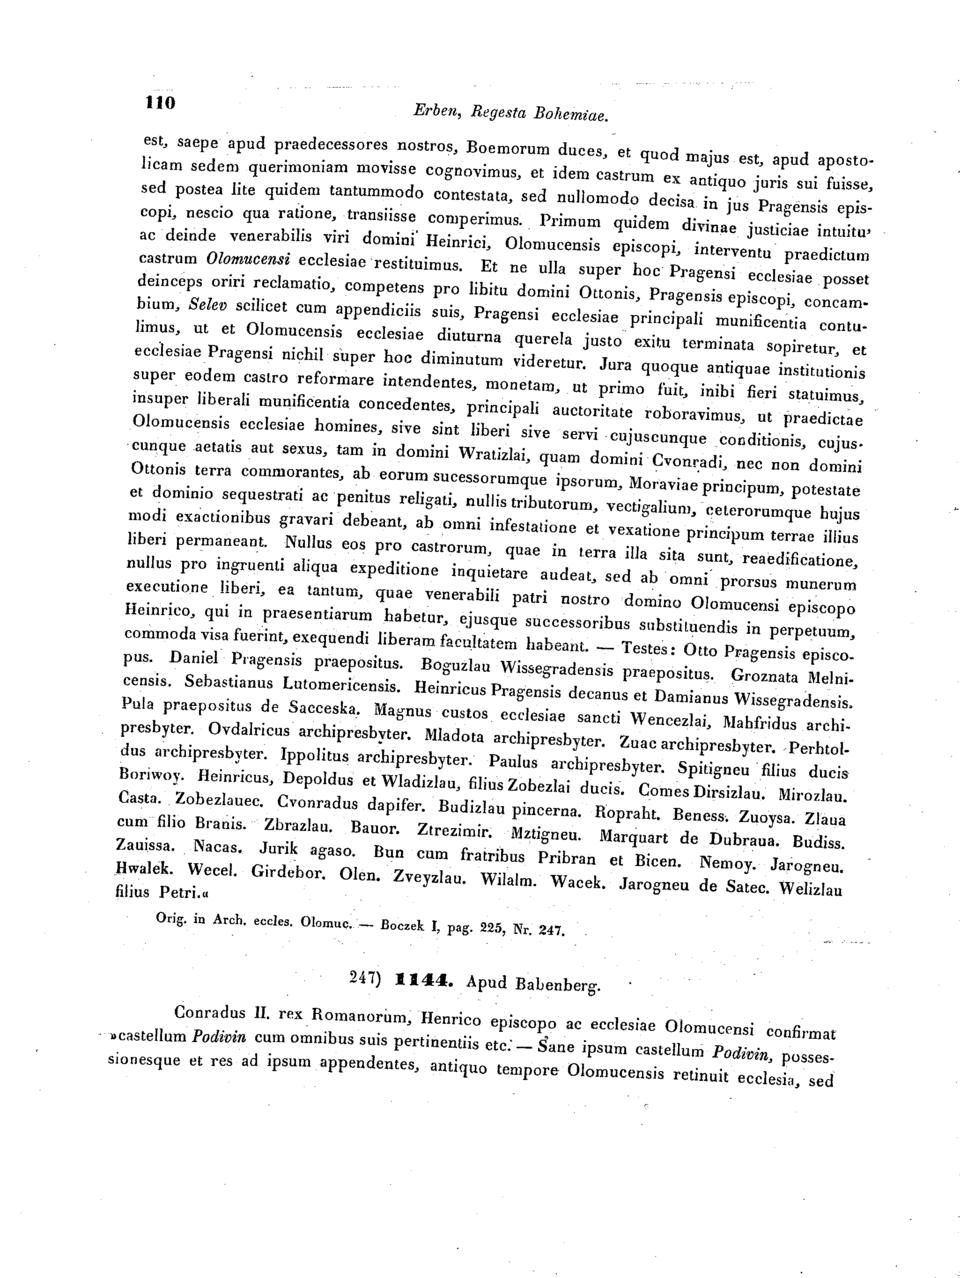 110
Erben, Regesta Bohemiae.
est, saepe apud praedecessores nostros, Boemorum duces, et quod majus est, apud aposto-
licam sedem querimoniam movisse cognovimus, et idem castrum ex antiquo juris sui fuisse,
sed postea lite quidem tantummodo contestata, sed nullomodo decisa in jus Pragensis epis-
copi, nescio qua ratione, transiisse comperimus. Primum quidem divinae justiciae intuitu,
ac deinde venerabilis viri domini Heinrici, Olomucensis episcopi, interventu praedictum
castrum Olomucensi ecclesiae restituimus. Et ne ulla super hoc Pragensi ecclesiae posset
deinceps oriri reclamatio, competens pro libitu domini Ottonis, Pragensis episcopi, concam-
bium, Selev scilicet cum appendiciis suis, Pragensi ecclesiae principali munificentia contu-
limus, ut et Olomucensis ecclesiae diuturna querela justo exitu terminata sopiretur, et
ecclesiae Pragensi nichil super hoc diminutum videretur. Jura quoque antiquae institutionis
super eodem castro reformare intendentes, monetam, ut primo fuit, inibi fieri statuimus,
insuper liberali munificentia concedentes, principali auctoritate roboravimus, ut praedictae
Olomucensis ecclesiae homines, sive sint liberi sive servi cujuscunque conditionis, cujus-
cunque aetatis aut sexus, tam in domini Wratizlai, quam domini Cvonradi, nec non domini
Ottonis terra commorantes, ab eorum sucessorumque ipsorum, Moraviae principum, potestate
et dominio sequestrati ac penitus religati, nullis tributorum, vectigalium, ceterorumque hujus
modi exactionibus gravari debeant, ab omni infestatione et vexatione principum terrae illius
liberi permaneant. Nullus eos pro castrorum, quae in terra illa sita sunt, reaedificatione,
nullus pro ingruenti aliqua expeditione inquietare audeat, sed ab omni prorsus munerum
executione liberi, ea tantum, quae venerabili patri nostro domino Olomucensi episcopo
Heinrico, qui in praesentiarum habetur, ejusque successoribus substituendis in perpetuum,
commoda visa fuerint, exequendi liberam facultatem habeant. — Testes: Otto Pragensis episco-
pus. Daniel Pragensis praepositus. Boguzlau Wissegradensis praepositus. Groznata Melni-
censis. Sebastianus Lutomericensis. Heinricus Pragensis decanus et Damianus Wissegradensis.
Pula praepositus de Sacceska. Magnus custos ecclesiae sancti Wencezlai, Mahfridus archi-
presbyter. Ovdalricus archipresbyter. Mladota archipresbyter. Zuac archipresbyter. Perhtol-
dus archipresbyter. Ippolitus archipresbyter. Paulus archipresbyter. Spitigneu filius ducis
Boriwoy. Heinricus, Depoldus et Wladizlau, filius Zobezlai ducis. Comes Dirsizlau. Mirozlau.
Casta. Zobezlauec. Cvonradus dapifer. Budizlau pincerna. Ropraht. Beness. Zuoysa. Zlaua
cum filio Branis. Zbrazlau. Bauor. Ztrezimir. Mztigneu. Marquart de Dubraua. Budiss.
Zauissa. Nacas. Jurik agaso. Bun cum fratribus Pribran et Bicen. Nemoy. Jarogneu.
Hwalek. Wecel. Girdebor. Olen. Zveyzlau. Wilalm. Wacek. Jarogneu de Satec. Welizlau
filius Petri.«
Orig. in Arch. eccles. Olomuc. — Boczek I, pag. 225, Nr. 247.
247) 1144. Apud Babenberg.
Conradus II. rex Romanorum, Henrico episcopo ac ecclesiae Olomucensi confirmat
»castellum Podivin cum omnibus suis pertinentiis etc. — Sane ipsum castellum Podivin, posses-
sionesque et res ad ipsum appendentes, antiquo tempore Olomucensis retinuit ecclesia, sed